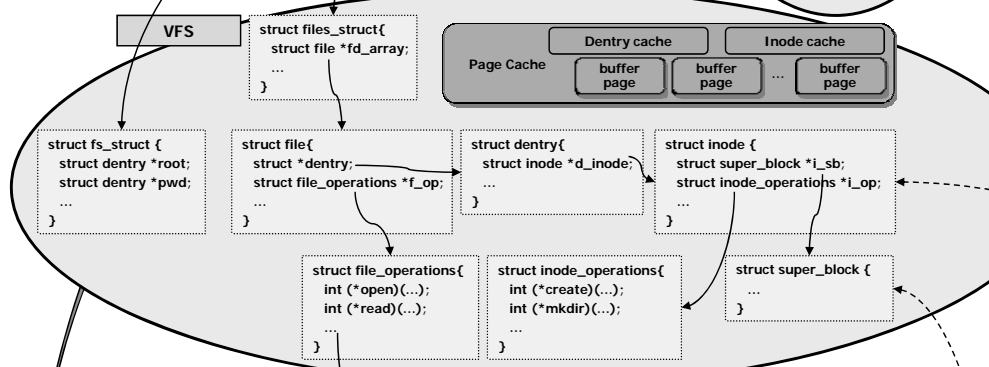 VFS
struct files_struct{
struct file *fd_array;
...
}
Page Cache
Dentry cache
Inode cache
buffer
page
buffer
page
...
buffer
page
struct fs_struct {
struct dentry *root;
struct dentry *pwd;
...
}
struct file{
struct *dentry;
struct file_operations *f_op;
...
}
struct dentry{
struct inode *d_inode;
...
}
struct inode {
struct super_block *i_sb;
struct inode_operations *i_op;
...
}
struct file_operations{
int (*open)(...);
int (*read)(...);
...
}
struct inode_operations{
int (*create)(...);
int (*mkdir)(...);
...
}
struct super_block {
...
}